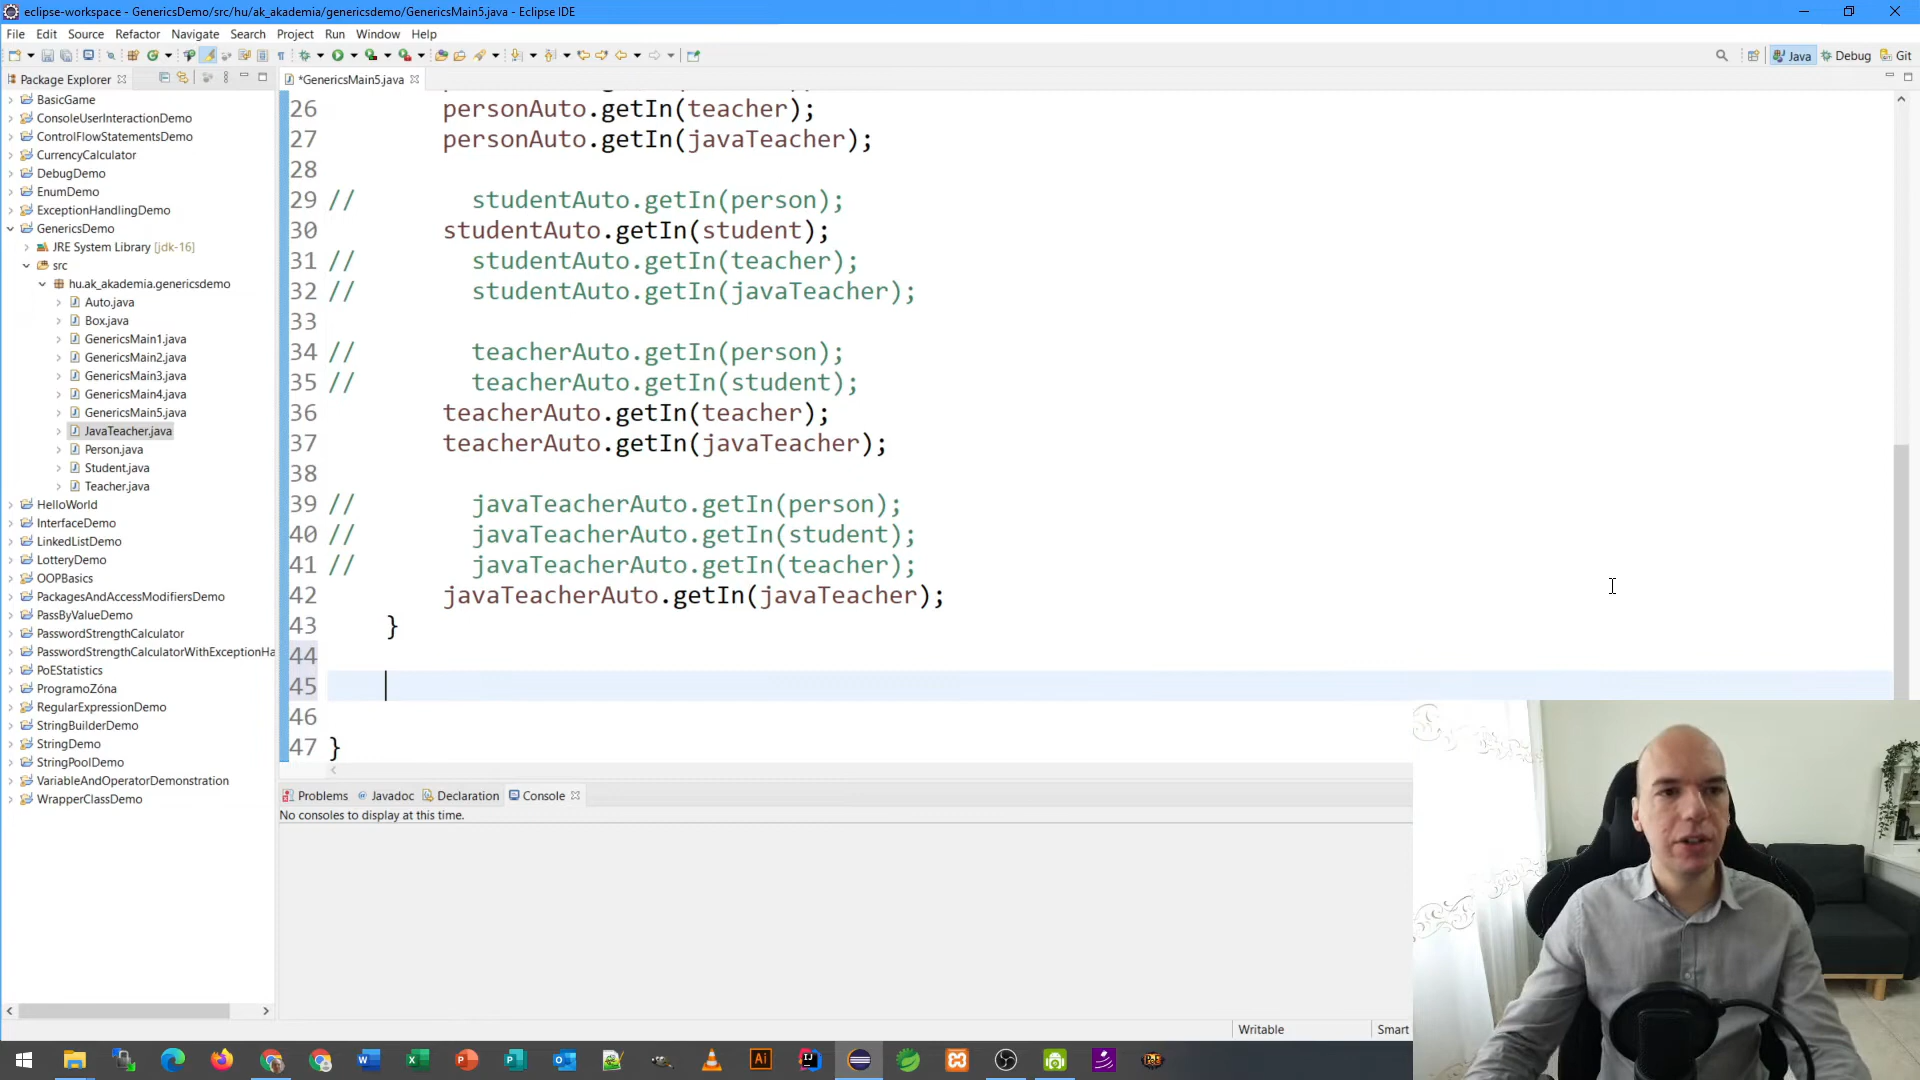 eclipse-workspace - GenericsDemo/src/hu/ak_akademia/genericsdemo/GenericsMain5.java - Eclipse IDE
File Edit Source Refactor Navigate Search Project Run Window Help
Java Debug Git
Package Explorer
*GenericsMain5.java
BasicGame
ConsoleUserInteractionDemo
ControlFlowStatementsDemo
CurrencyCalculator
DebugDemo
EnumDemo
ExceptionHandlingDemo
GenericsDemo
JRE System Library [jdk-16]
src
hu.ak_akademia.genericsdemo
Auto.java
Box.java
GenericsMain1.java
GenericsMain2.java
GenericsMain3.java
GenericsMain4.java
GenericsMain5.java
JavaTeacher.java
Person.java
Student.java
Teacher.java
HelloWorld
InterfaceDemo
LinkedListDemo
LotteryDemo
OOPBasics
PackagesAndAccessModifiersDemo
PassByValueDemo
PasswordStrengthCalculator
PasswordStrengthCalculatorWithExceptionHa
PoEStatistics
ProgramoZóna
RegularExpressionDemo
StringBuilderDemo
StringDemo
StringPoolDemo
VariableAndOperatorDemonstration
WrapperClassDemo
26 personAuto.getIn(teacher);
27 personAuto.getIn(javaTeacher);
28
29 // studentAuto.getIn(person);
30 studentAuto.getIn(student);
31 // studentAuto.getIn(teacher);
32 // studentAuto.getIn(javaTeacher);
33
34 // teacherAuto.getIn(person);
35 // teacherAuto.getIn(student);
36 teacherAuto.getIn(teacher);
37 teacherAuto.getIn(javaTeacher);
38
39 // javaTeacherAuto.getIn(person);
40 // javaTeacherAuto.getIn(student);
41 // javaTeacherAuto.getIn(teacher);
42 javaTeacherAuto.getIn(javaTeacher);
43 }
44
45
46
47 }
Problems Javadoc Declaration Console
No consoles to display at this time.
Writable Smart